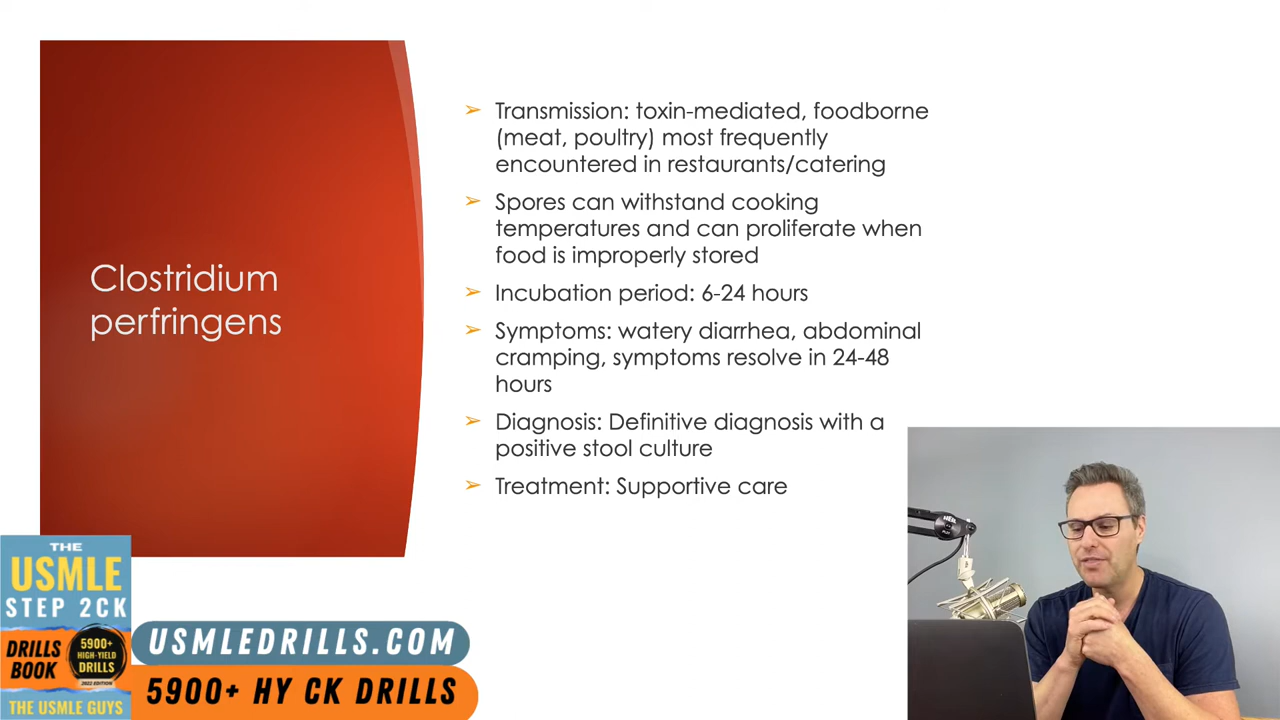 Clostridium
perfringens
➢ Transmission: toxin-mediated, foodborne
(meat, poultry) most frequently
encountered in restaurants/catering
➢ Spores can withstand cooking
temperatures and can proliferate when
food is improperly stored
➢ Incubation period: 6-24 hours
➢ Symptoms: watery diarrhea, abdominal
cramping, symptoms resolve in 24-48
hours
➢ Diagnosis: Definitive diagnosis with a
positive stool culture
➢ Treatment: Supportive care
THE
USMLE
STEP 2CK
DRILLS
BOOK
5900+
HIGH-YIELD
DRILLS
2022 EDITION
THE USMLE GUYS
USMLEDRILLS.COM
5900+ HY CK DRILLS